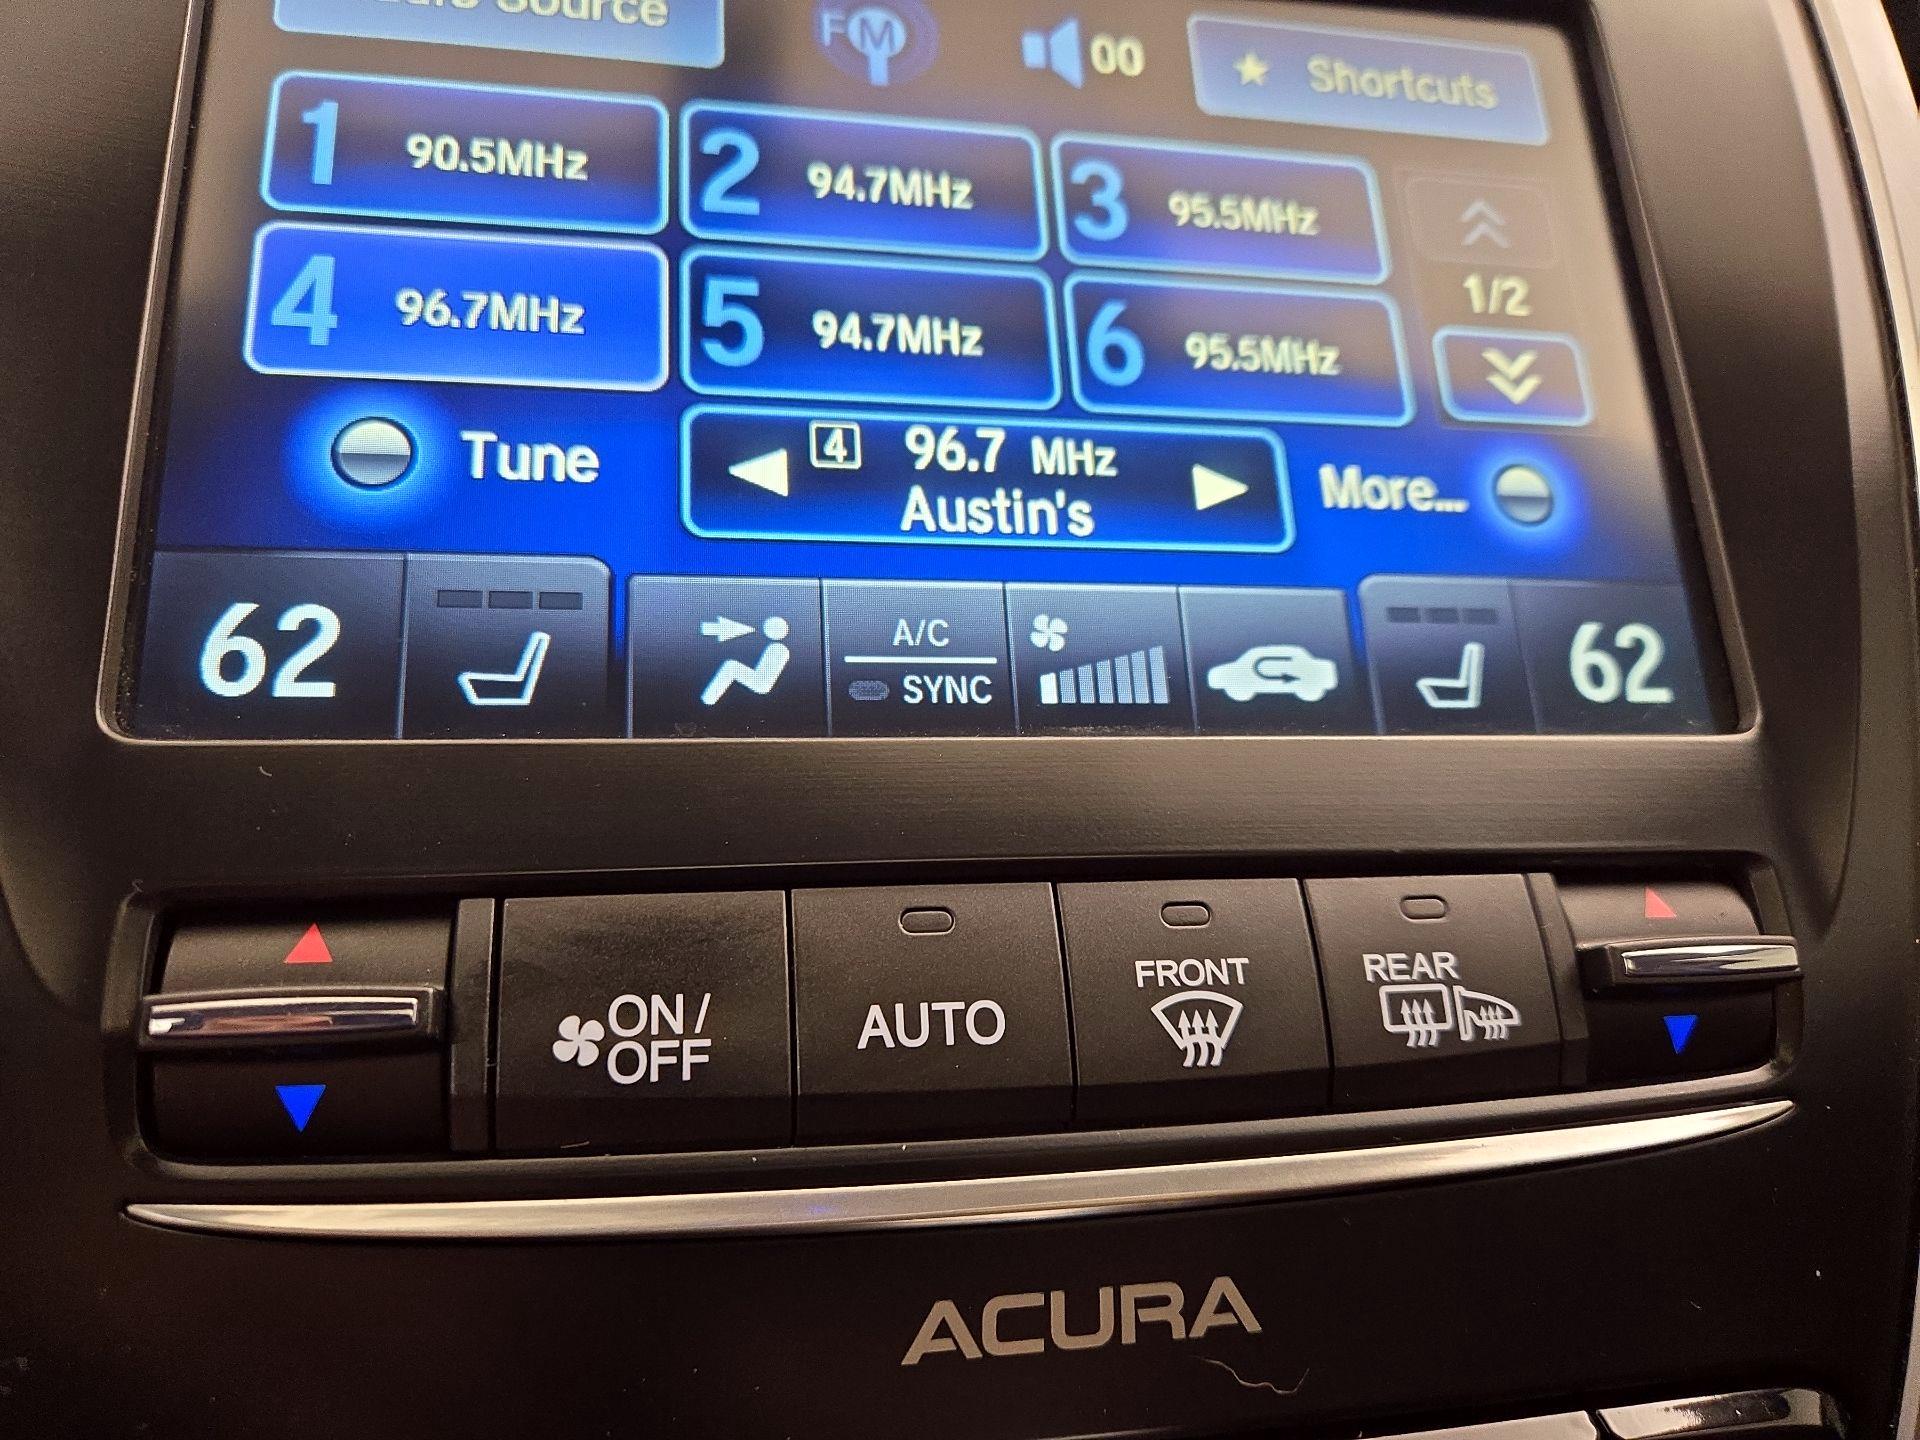 Source
FM
00
Shortcuts
1 90.5MHz
2 94.7MHz
3 95.5MHz
4 96.7MHz
5 94.7MHz
6 95.5MHz
1/2
Tune
4 96.7 MHz
Austin's
More...
62
A/C
SYNC
62
ON/
OFF
AUTO
FRONT
REAR
ACURA